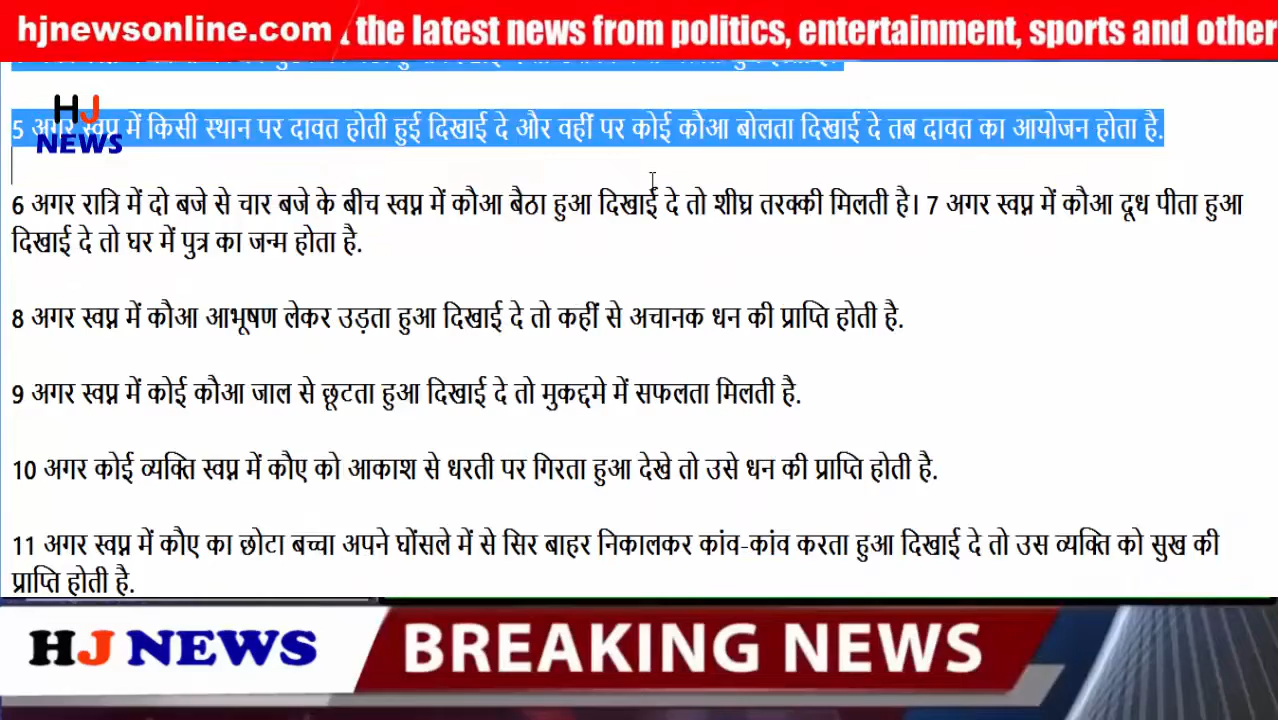 hjnewsonline.com the latest news from politics, entertainment, sports and other
5 अगर स्वप्न में किसी स्थान पर दावत होती हुई दिखाई दे और वहीं पर कोई कौआ बोलता दिखाई दे तब दावत का आयोजन होता है.
HJ
NEWS
6 अगर रात्रि में दो बजे से चार बजे के बीच स्वप्न में कौआ बैठा हुआ दिखाई दे तो शीघ्र तरक्की मिलती है। 7 अगर स्वप्न में कौआ दूध पीता हुआ
दिखाई दे तो घर में पुत्र का जन्म होता है.
8 अगर स्वप्न में कौआ आभूषण लेकर उड़ता हुआ दिखाई दे तो कहीं से अचानक धन की प्राप्ति होती है.
9 अगर स्वप्न में कोई कौआ जाल से छूटता हुआ दिखाई दे तो मुकद्दमे में सफलता मिलती है.
10 अगर कोई व्यक्ति स्वप्न में कौए को आकाश से धरती पर गिरता हुआ देखे तो उसे धन की प्राप्ति होती है.
11 अगर स्वप्न में कौए का छोटा बच्चा अपने घोंसले में से सिर बाहर निकालकर कांव-कांव करता हुआ दिखाई दे तो उस व्यक्ति को सुख की
प्राप्ति होती है.
HJ NEWS BREAKING NEWS